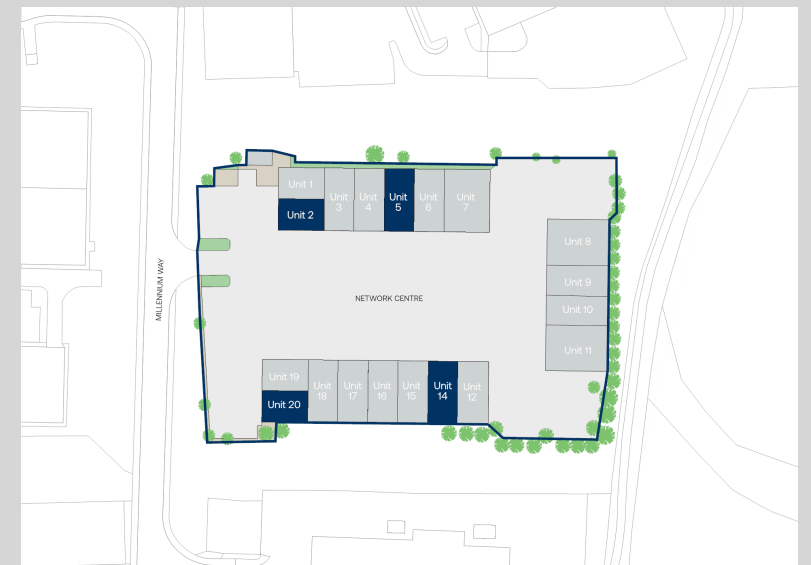 Unit 1
Unit 2
Unit
3
Unit
4
Unit
5
Unit
6
Unit
7
Unit 8
Unit 9
Unit 10
Unit 11
MILLENNIUM WAY
NETWORK CENTRE
Unit 19
Unit 20
Unit
18
Unit
17
Unit
16
Unit
15
Unit
14
Unit
12